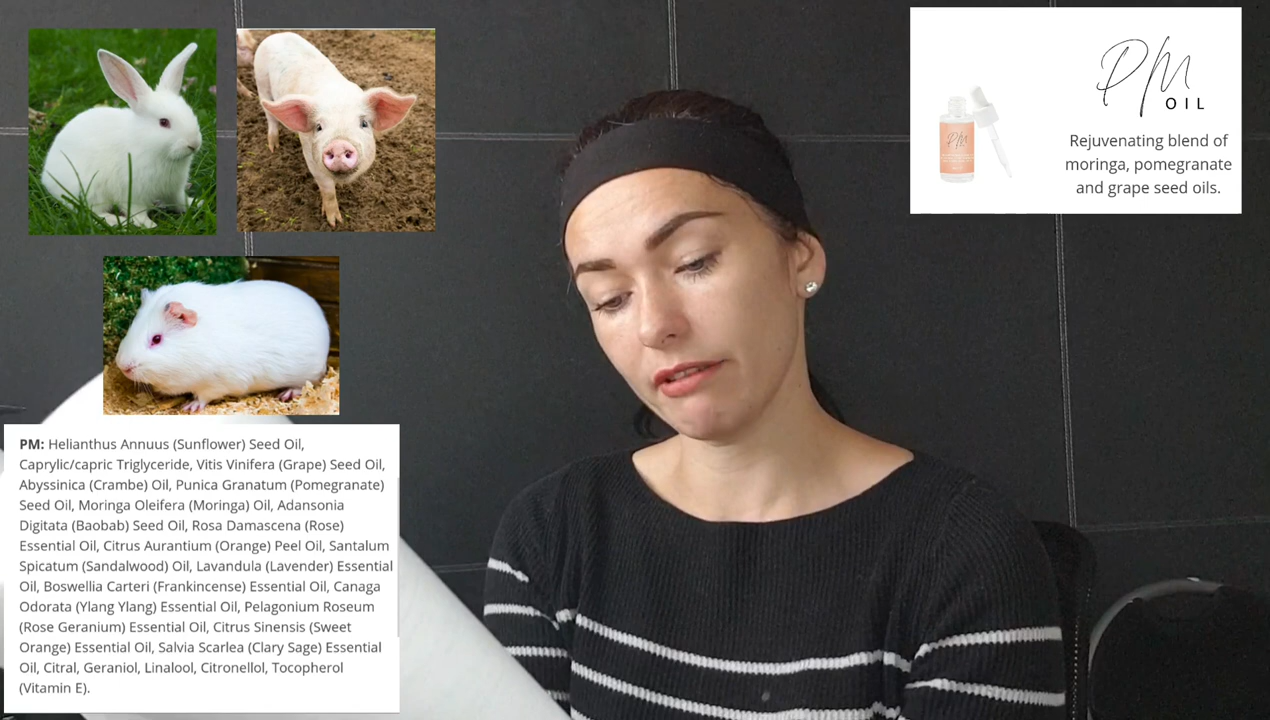 PM
OIL
Rejuvenating blend of
moringa, pomegranate
and grape seed oils.
PM
PM: Helianthus Annuus (Sunflower) Seed Oil,
Caprylic/capric Triglyceride, Vitis Vinifera (Grape) Seed Oil,
Abyssinica (Crambe) Oil, Punica Granatum (Pomegranate)
Seed Oil, Moringa Oleifera (Moringa) Oil, Adansonia
Digitata (Baobab) Seed Oil, Rosa Damascena (Rose)
Essential Oil, Citrus Aurantium (Orange) Peel Oil, Santalum
Spicatum (Sandalwood) Oil, Lavandula (Lavender) Essential
Oil, Boswellia Carteri (Frankincense) Essential Oil, Canaga
Odorata (Ylang Ylang) Essential Oil, Pelagonium Roseum
(Rose Geranium) Essential Oil, Citrus Sinensis (Sweet
Orange) Essential Oil, Salvia Scarlea (Clary Sage) Essential
Oil, Citral, Geraniol, Linalool, Citronellol, Tocopherol
(Vitamin E).